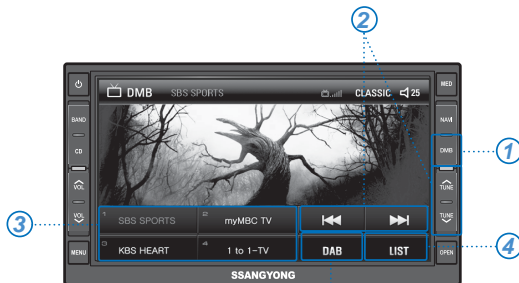 2
MED
DMB SBS SPORTS CLASSIC 25
BAND NAVI
CD DMB 1
VOL TUNE
VOL TUNE
1 SBS SPORTS 2 myMBC TV
3
3 KBS HEART 4 1 to 1-TV DAB LIST 4
MENU OPEN
SSANGYONG